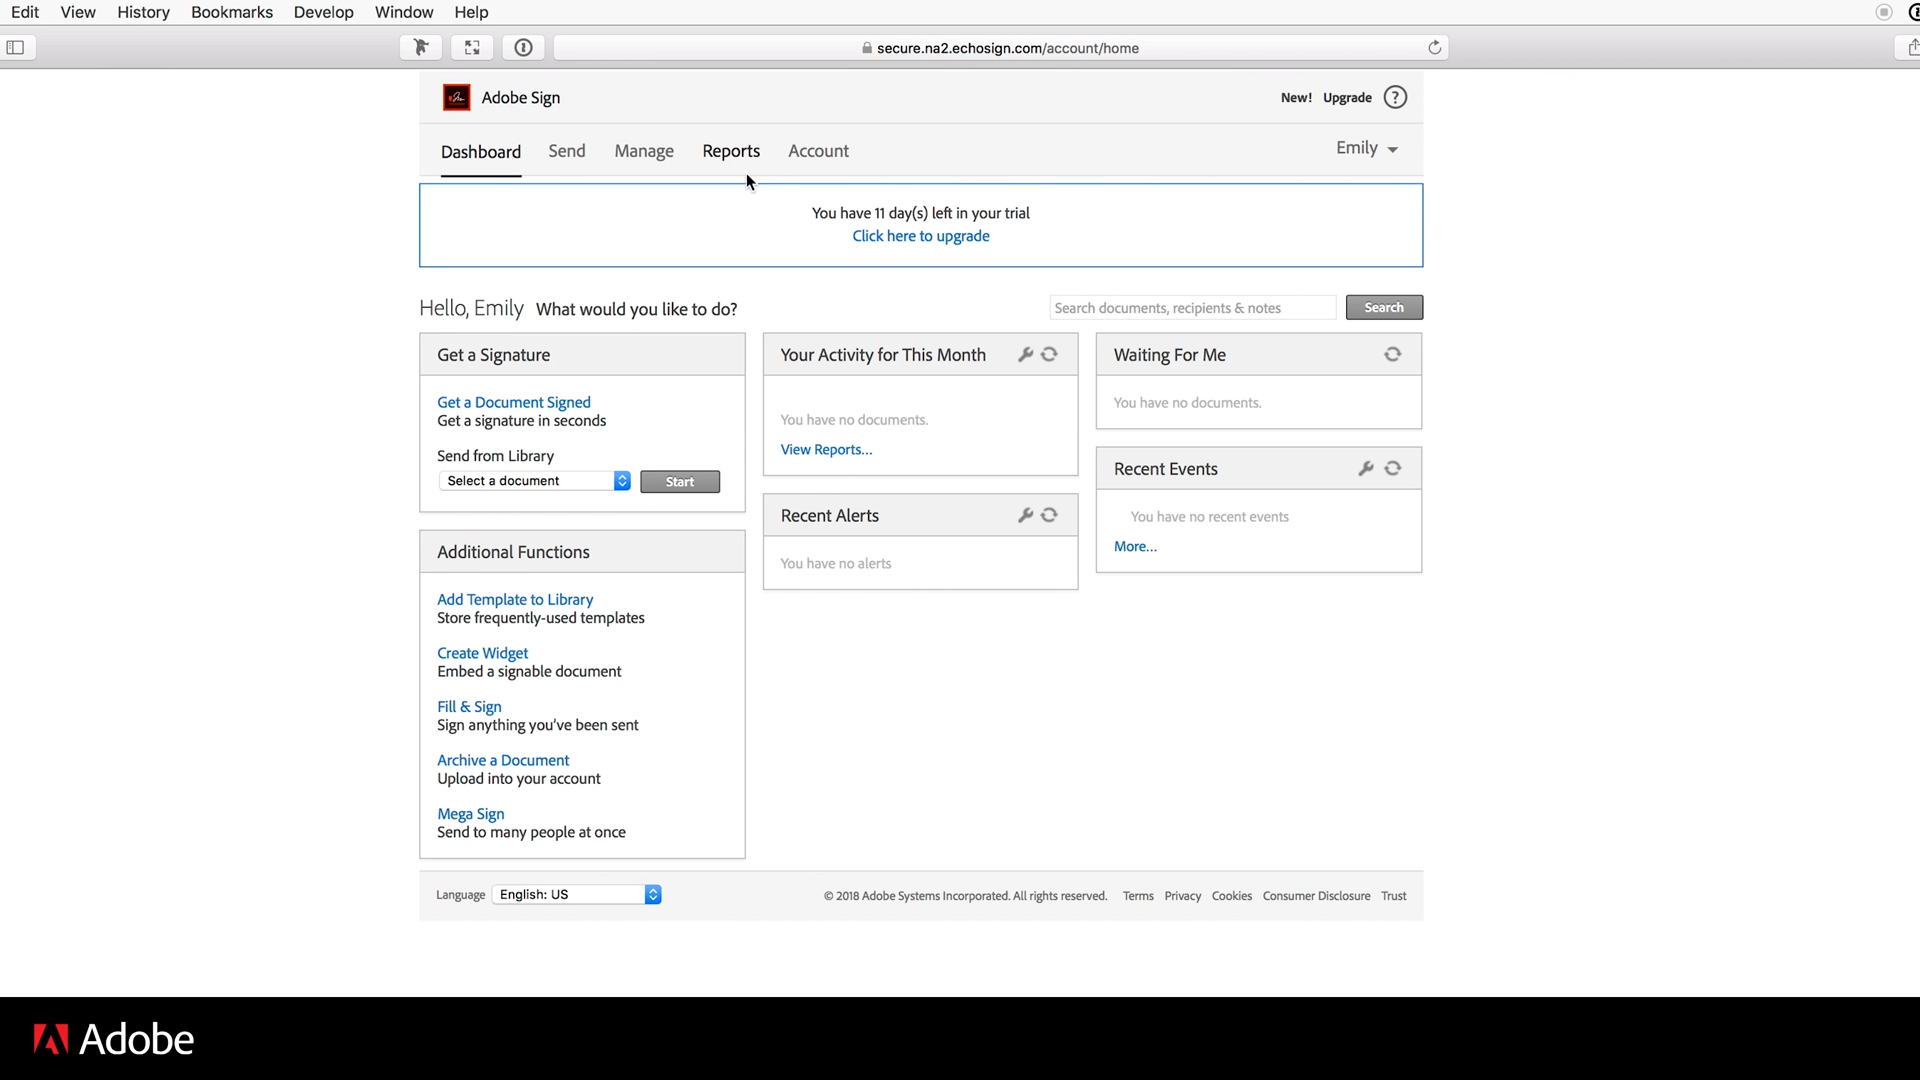 Edit View History Bookmarks Develop Window Help
secure.na2.echosign.com/account/home
Adobe Sign
New! Upgrade ?
Dashboard Send Manage Reports Account Emily
You have 11 day(s) left in your trial
Click here to upgrade
Hello, Emily What would you like to do?
Search documents, recipients & notes Search
Get a Signature
Get a Document Signed
Get a signature in seconds
Send from Library
Select a document Start
Additional Functions
Add Template to Library
Store frequently-used templates
Create Widget
Embed a signable document
Fill & Sign
Sign anything you've been sent
Archive a Document
Upload into your account
Mega Sign
Send to many people at once
Your Activity for This Month
You have no documents.
View Reports...
Recent Alerts
You have no alerts
Waiting For Me
You have no documents.
Recent Events
You have no recent events
More...
Language English: US
© 2018 Adobe Systems Incorporated. All rights reserved. Terms Privacy Cookies Consumer Disclosure Trust
Adobe